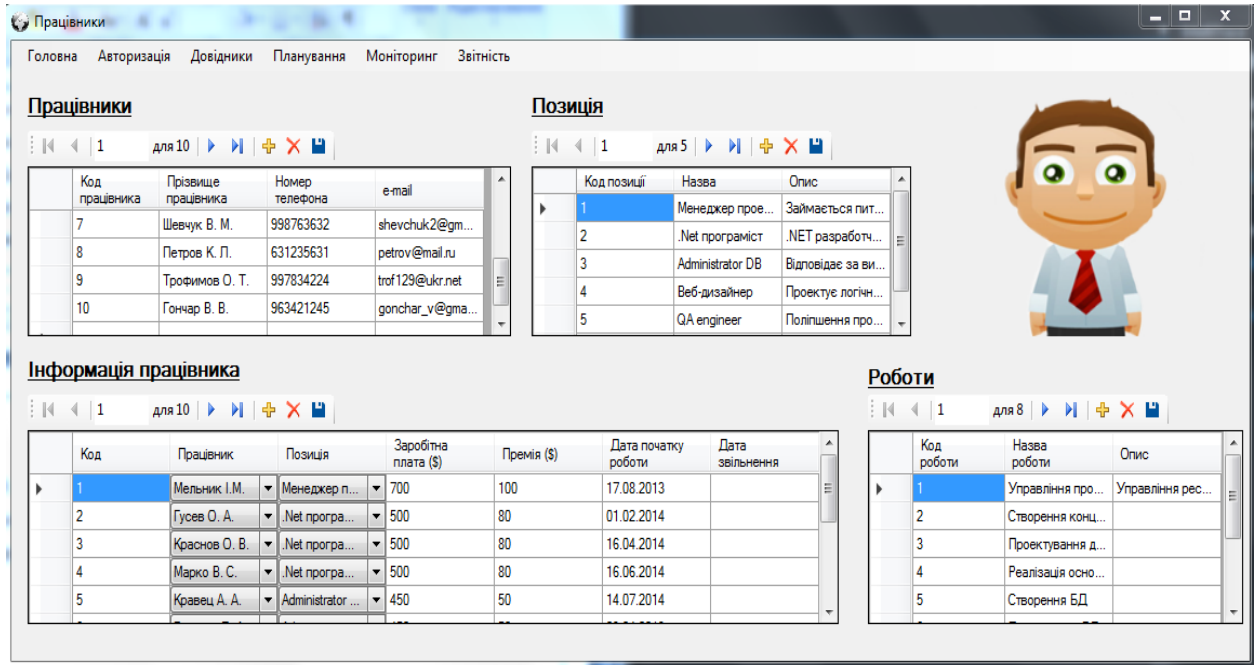 Працівники
Головна Авторизація Довідники Планування Моніторинг Звітність
Працівники
1 для 10
Код працівника Прізвище працівника Номер телефона e-mail
7 Шевчук В. М. 998763632 shevchuk2@gm...
8 Петров К. Л. 631235631 petrov@mail.ru
9 Трофимов О. Т. 997834224 trof129@ukr.net
10 Гончар В. В. 963421245 gonchar_v@gma...
Позиція
1 для 5
Код позиції Назва Опис
1 Менеджер прое... Займається пит...
2 .Net програміст .NET разработч...
3 Administrator DB Відповідає за ви...
4 Веб-дизайнер Проектує логічн...
5 QA engineer Поліпшення про...
Інформація працівника
1 для 10
Код Працівник Позиція Заробітна плата ($) Премія ($) Дата початку роботи Дата звільнення
1 Мельник І.М. Менеджер п... 700 100 17.08.2013
2 Гусев О. А. .Net програ... 500 80 01.02.2014
3 Краснов О. В. .Net програ... 500 80 16.04.2014
4 Марко В. С. .Net програ... 500 80 16.06.2014
5 Кравец А. А. Administrator ... 450 50 14.07.2014
Роботи
1 для 8
Код роботи Назва роботи Опис
1 Управління про... Управління рес...
2 Створення конц...
3 Проектування д...
4 Реалізація осно...
5 Створення БД